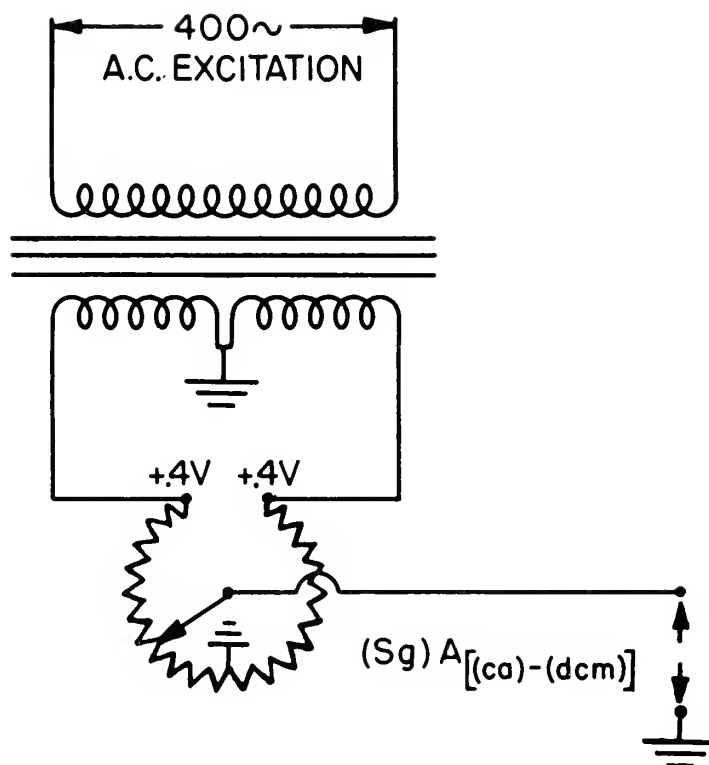 400~
A.C. EXCITATION
+.4V +.4V
(Sg) A[(ca)-(dcm)]